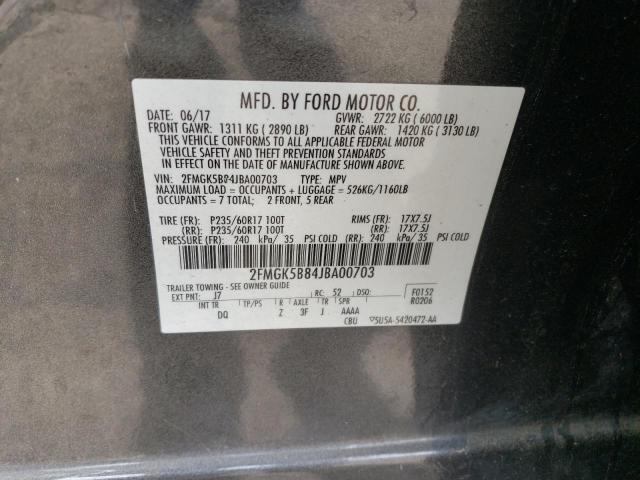 MFD. BY FORD MOTOR CO.
DATE: 06/17 GVWR: 2722 KG ( 6000 LB)
FRONT GAWR: 1311 KG ( 2890 LB) REAR GAWR: 1420 KG ( 3130 LB)
THIS VEHICLE CONFORMS TO ALL APPLICABLE FEDERAL MOTOR
VEHICLE SAFETY AND THEFT PREVENTION STANDARDS
IN EFFECT ON THE DATE OF MANUFACTURE SHOWN ABOVE.
VIN: 2FMGK5B84JBA00703 TYPE: MPV
MAXIMUM LOAD = OCCUPANTS + LUGGAGE = 526KG/1160LB
OCCUPANTS = 7 TOTAL; 2 FRONT, 5 REAR
TIRE (FR): P235/60R17 100T RIMS (FR): 17X7.5J
TIRE (RR): P235/60R17 100T RIMS (RR): 17X7.5J
PRESSURE (FR): 240 kPa/ 35 PSI COLD (RR): 240 kPa/ 35 PSI COLD
2FMGK5B84JBA00703
TRAILER TOWING - SEE OWNER GUIDE
EXT PNT: J7 RC: 52 DSO: F0152
INT TR TP/PS R AXLE TR SPR R0206
DQ Z 3F J AAAA
CBU 5U5A-5420472-AA